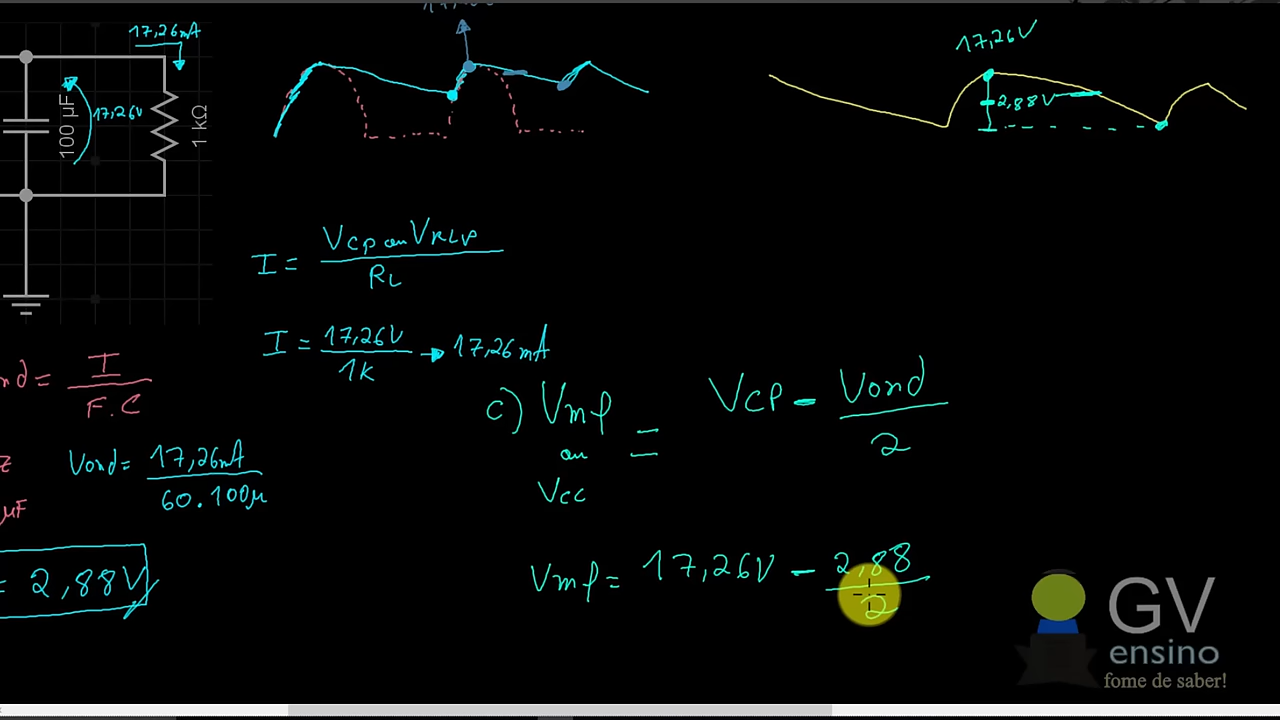 17,26mA
17,26V
100 µF
1 kΩ
17,26V
2,88V
I = VCP ou VRLP / RL
I = 17,26V / 1K → 17,26mA
ond = I / F.C
Vond = 17,26mA / 60.100µ
z
µF
= 2,88V
c) Vmf ou Vcc = VCP - Vond / 2
Vmf = 17,26V - 2,88 / 2
GV
ensino
fome de saber!